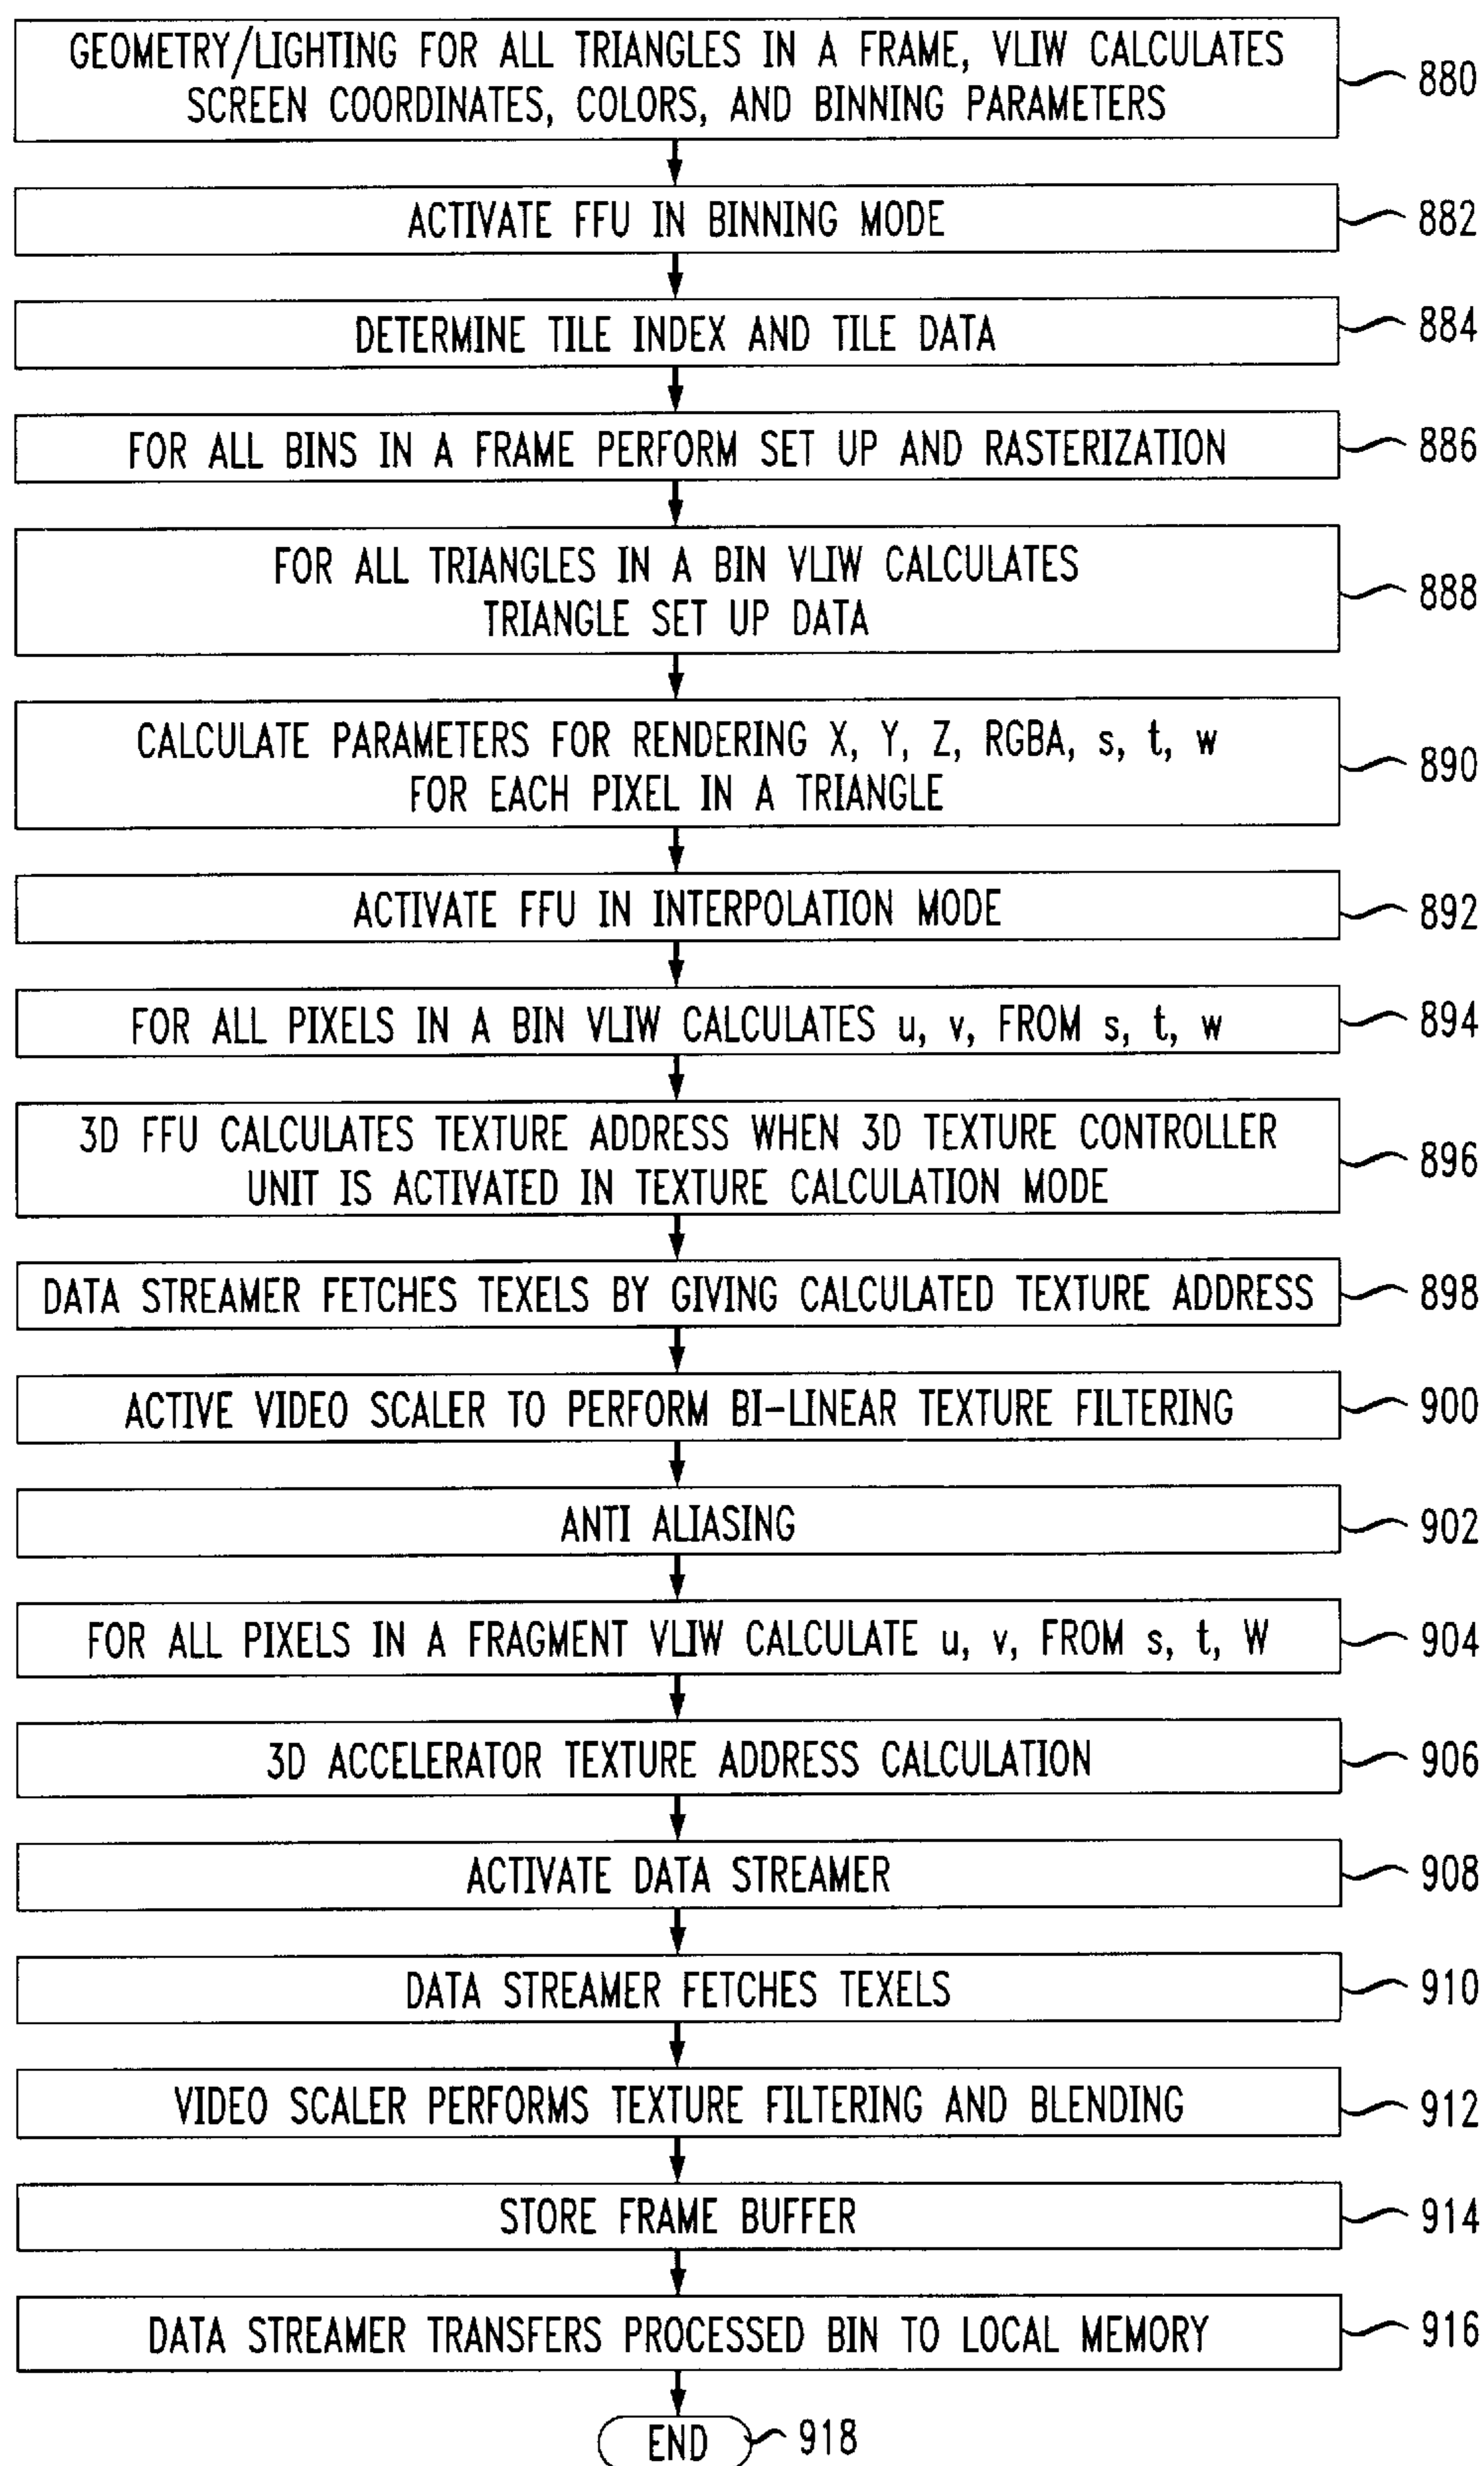 GEOMETRY/LIGHTING FOR ALL TRIANGLES IN A FRAME, VLIW CALCULATES
SCREEN COORDINATES, COLORS, AND BINNING PARAMETERS
880
ACTIVATE FFU IN BINNING MODE
882
DETERMINE TILE INDEX AND TILE DATA
884
FOR ALL BINS IN A FRAME PERFORM SET UP AND RASTERIZATION
886
FOR ALL TRIANGLES IN A BIN VLIW CALCULATES
TRIANGLE SET UP DATA
888
CALCULATE PARAMETERS FOR RENDERING X, Y, Z, RGBA, s, t, w
FOR EACH PIXEL IN A TRIANGLE
890
ACTIVATE FFU IN INTERPOLATION MODE
892
FOR ALL PIXELS IN A BIN VLIW CALCULATES u, v, FROM s, t, w
894
3D FFU CALCULATES TEXTURE ADDRESS WHEN 3D TEXTURE CONTROLLER
UNIT IS ACTIVATED IN TEXTURE CALCULATION MODE
896
DATA STREAMER FETCHES TEXELS BY GIVING CALCULATED TEXTURE ADDRESS
898
ACTIVE VIDEO SCALER TO PERFORM BI-LINEAR TEXTURE FILTERING
900
ANTI ALIASING
902
FOR ALL PIXELS IN A FRAGMENT VLIW CALCULATE u, v, FROM s, t, W
904
3D ACCELERATOR TEXTURE ADDRESS CALCULATION
906
ACTIVATE DATA STREAMER
908
DATA STREAMER FETCHES TEXELS
910
VIDEO SCALER PERFORMS TEXTURE FILTERING AND BLENDING
912
STORE FRAME BUFFER
914
DATA STREAMER TRANSFERS PROCESSED BIN TO LOCAL MEMORY
916
END
918